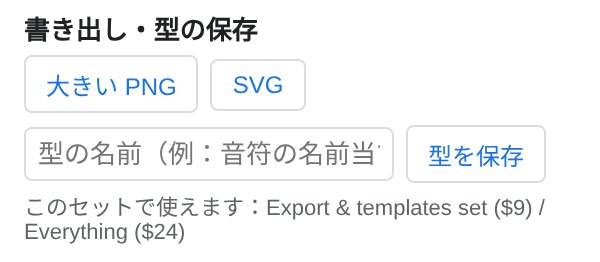 書き出し・型の保存
大きい PNG SVG
型の名前（例：音符の名前当 型を保存
このセットで使えます：Export & templates set ($9) /
Everything ($24)